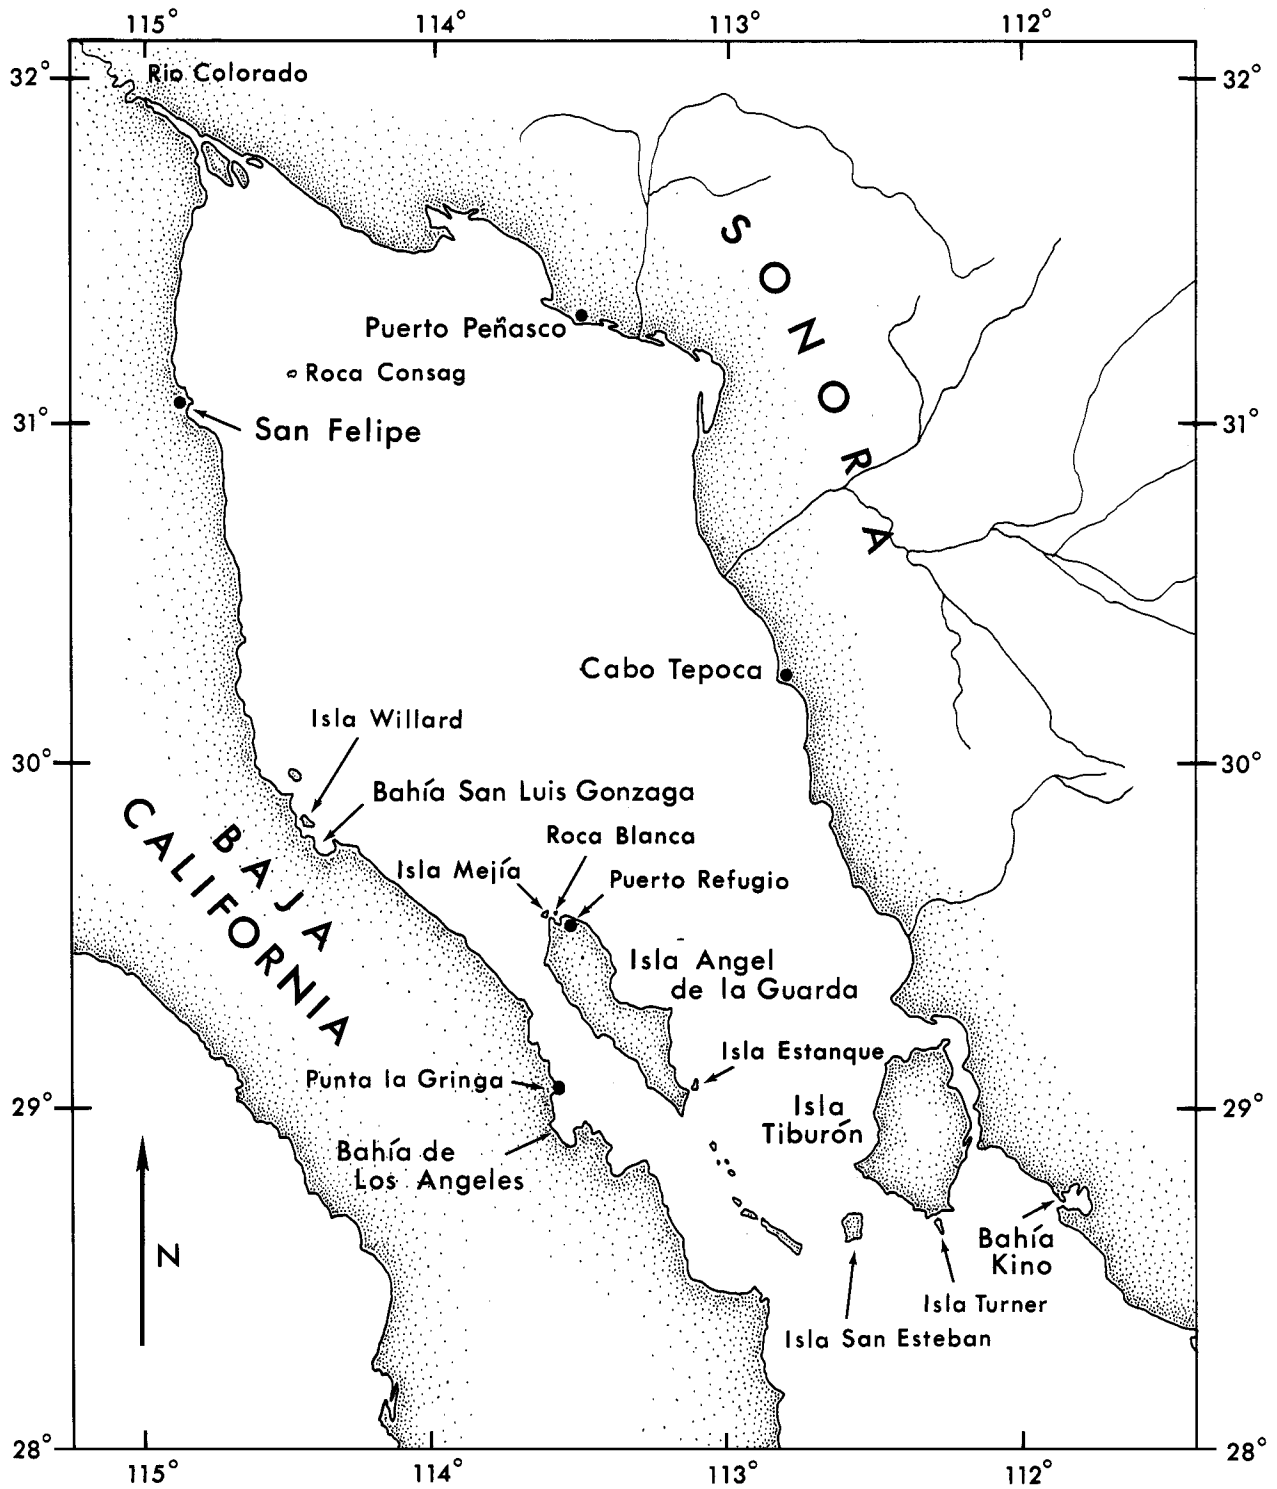 115° 114° 113° 112°
32° Rio Colorado 32°
SONORA
Puerto Peñasco
Roca Consag
31° San Felipe 31°
Cabo Tepoca
Isla Willard
30° 30°
Bahía San Luis Gonzaga
BAJA
CALIFORNIA
Roca Blanca
Isla Mejía
Puerto Refugio
Isla Angel
de la Guarda
Isla Estanque
Punta la Gringa
29° 29°
Isla
Tiburón
Bahía de
Los Angeles
N
Bahía
Kino
Isla Turner
Isla San Esteban
28° 28°
115° 114° 113° 112°